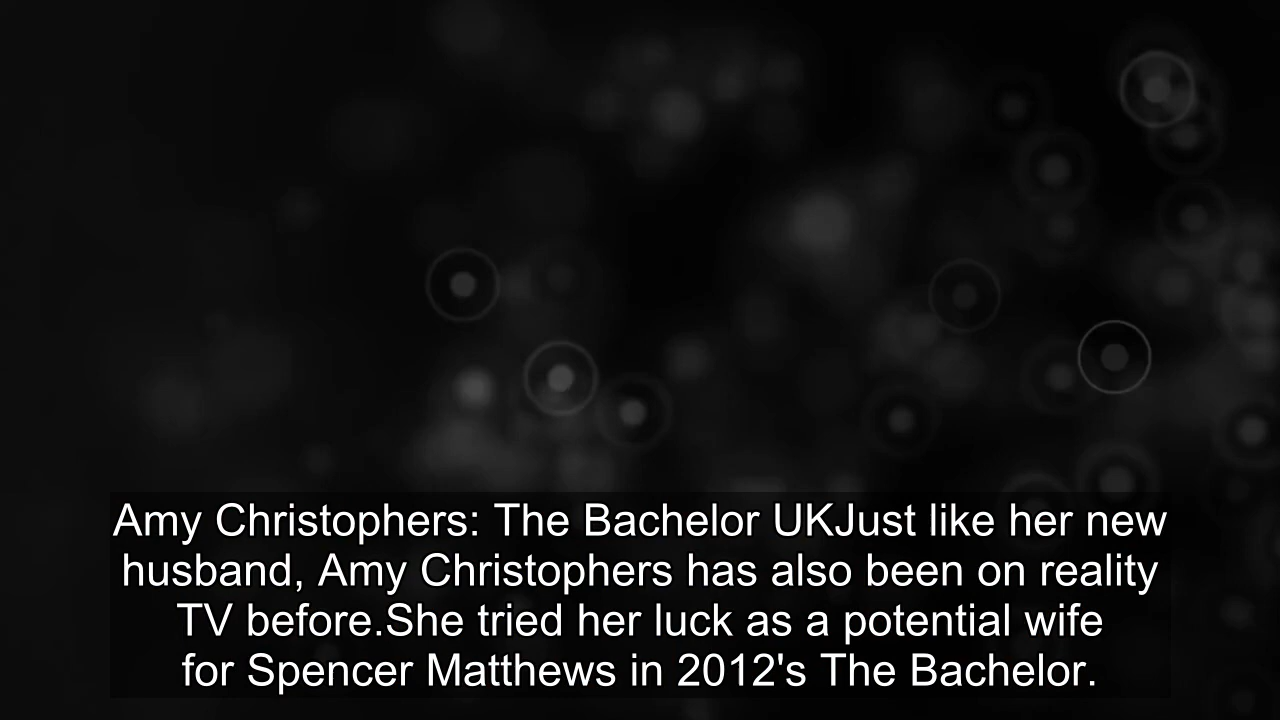 Amy Christophers: The Bachelor UKJust like her new
husband, Amy Christophers has also been on reality
TV before.She tried her luck as a potential wife
for Spencer Matthews in 2012's The Bachelor.